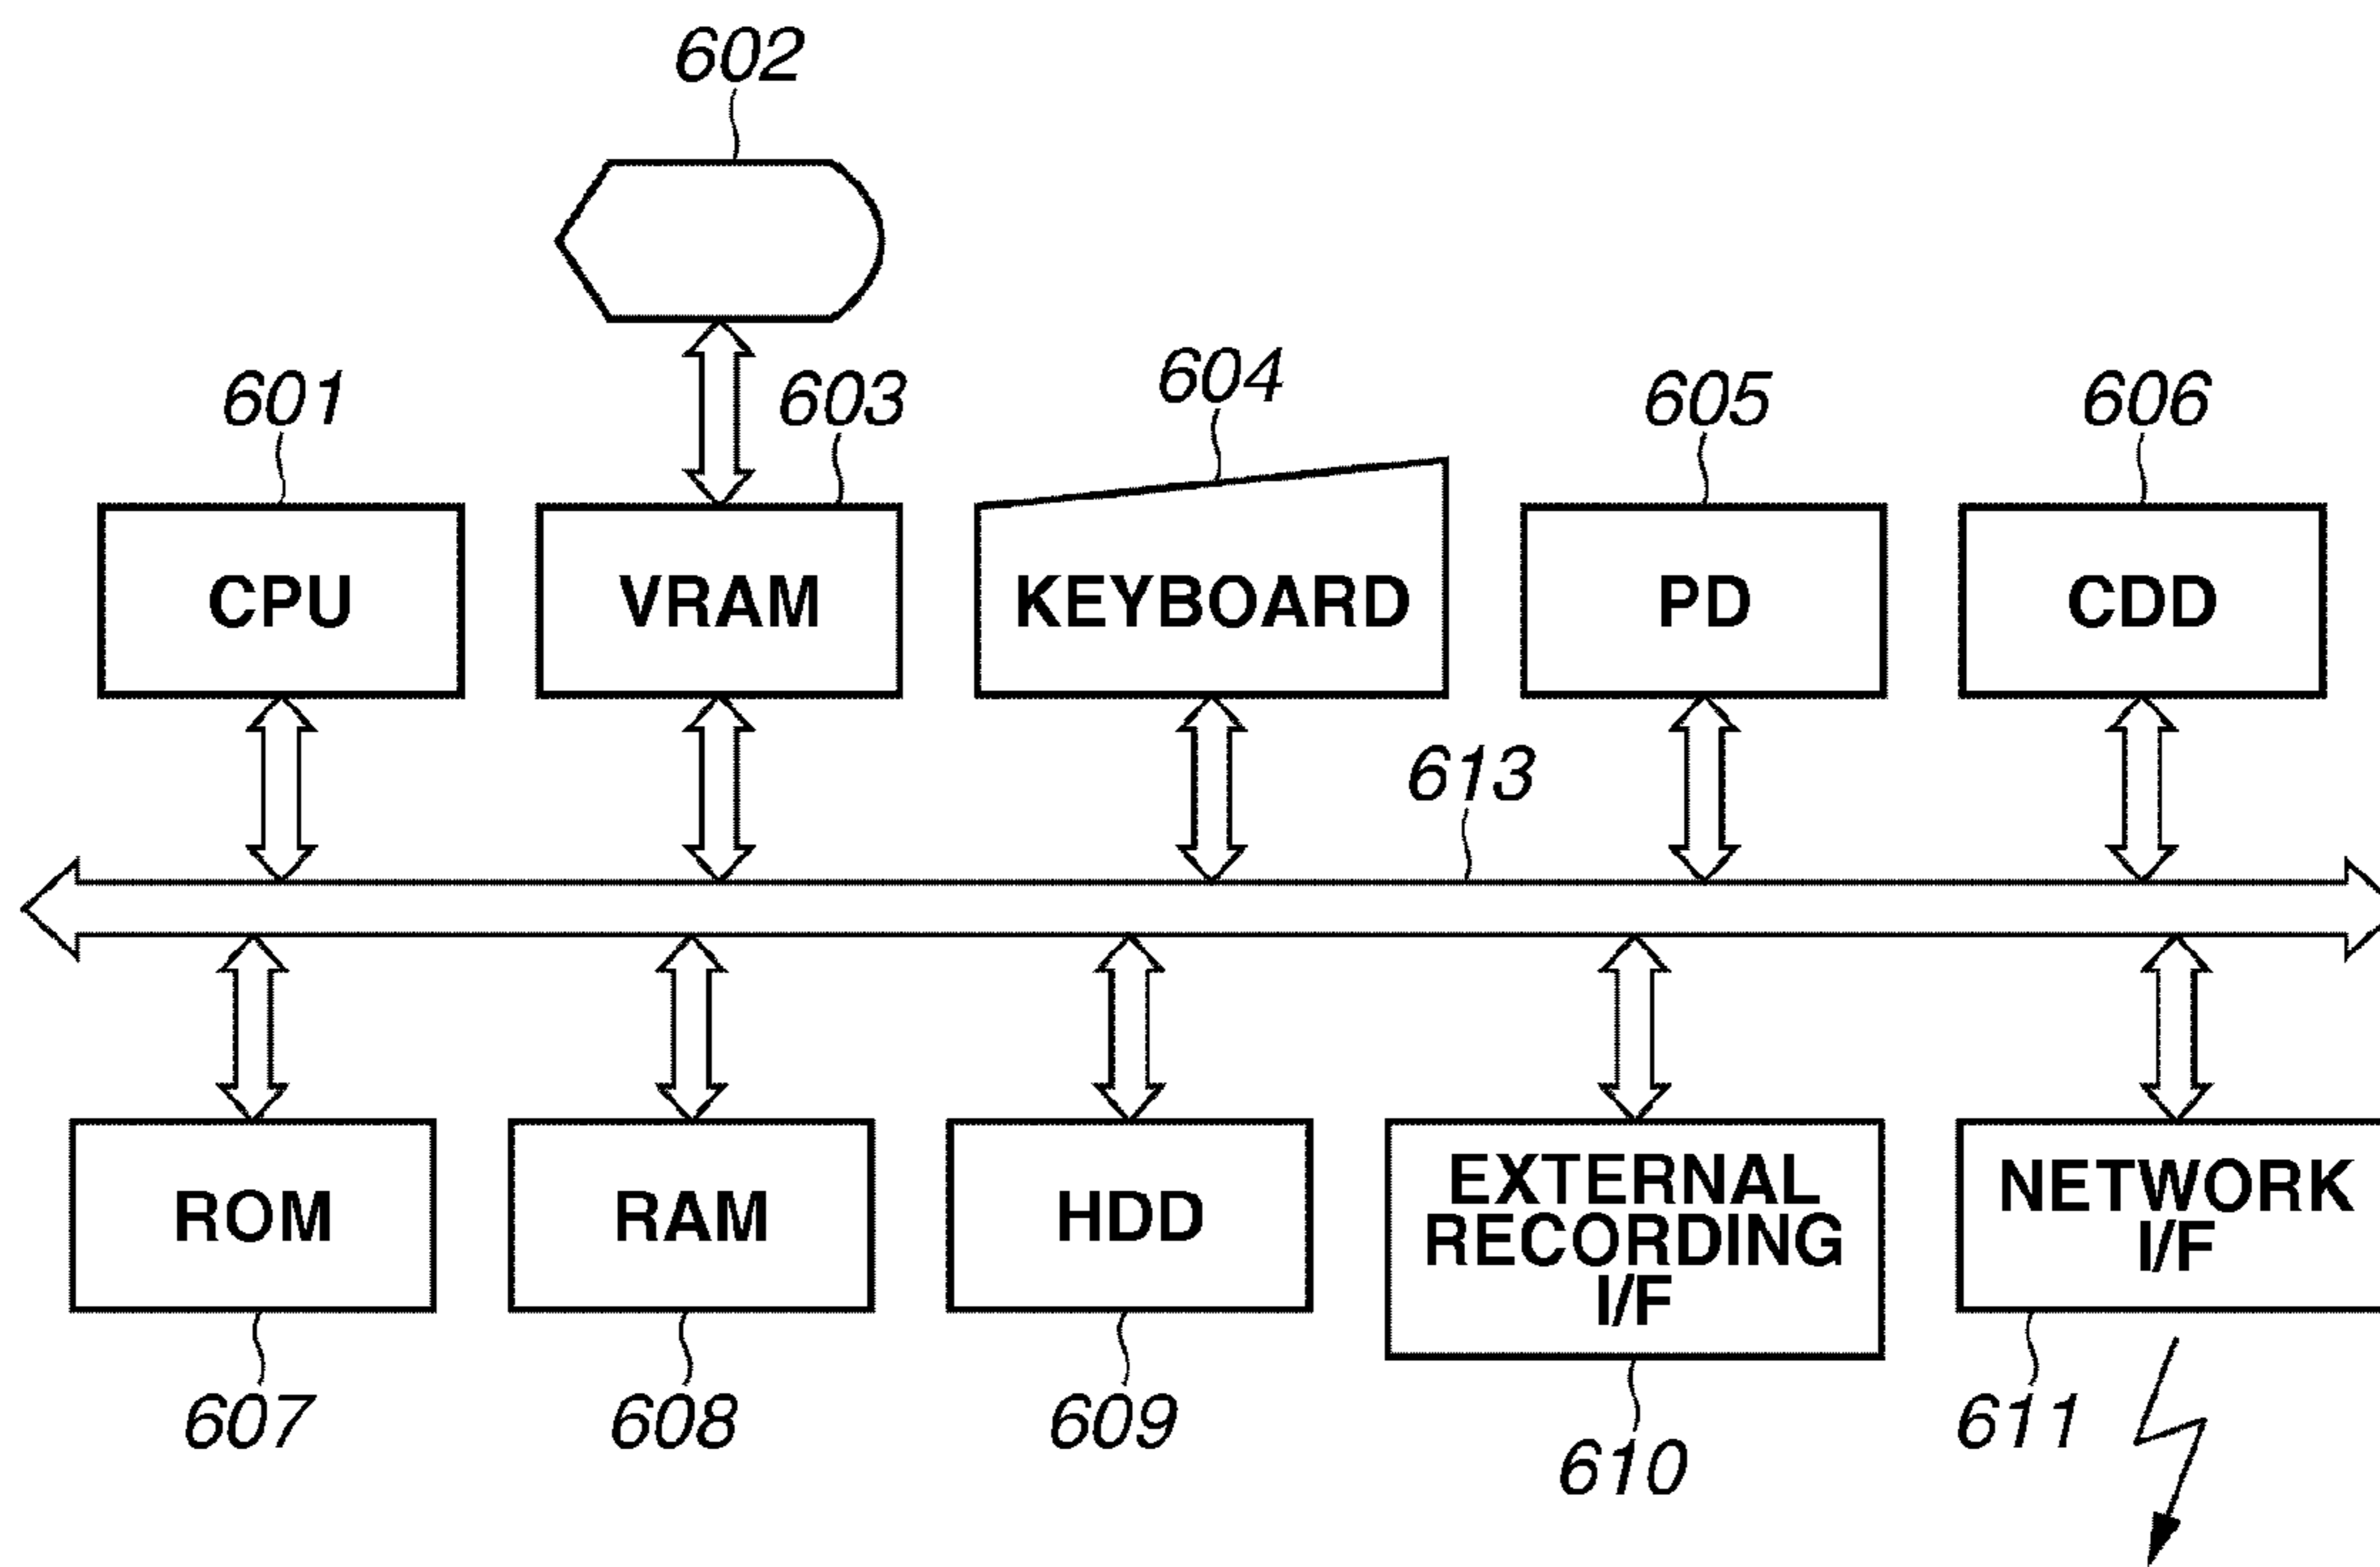 602
601
603
604
605
606
CPU
VRAM
KEYBOARD
PD
CDD
613
ROM
RAM
HDD
EXTERNAL
RECORDING
I/F
NETWORK
I/F
607
608
609
610
611